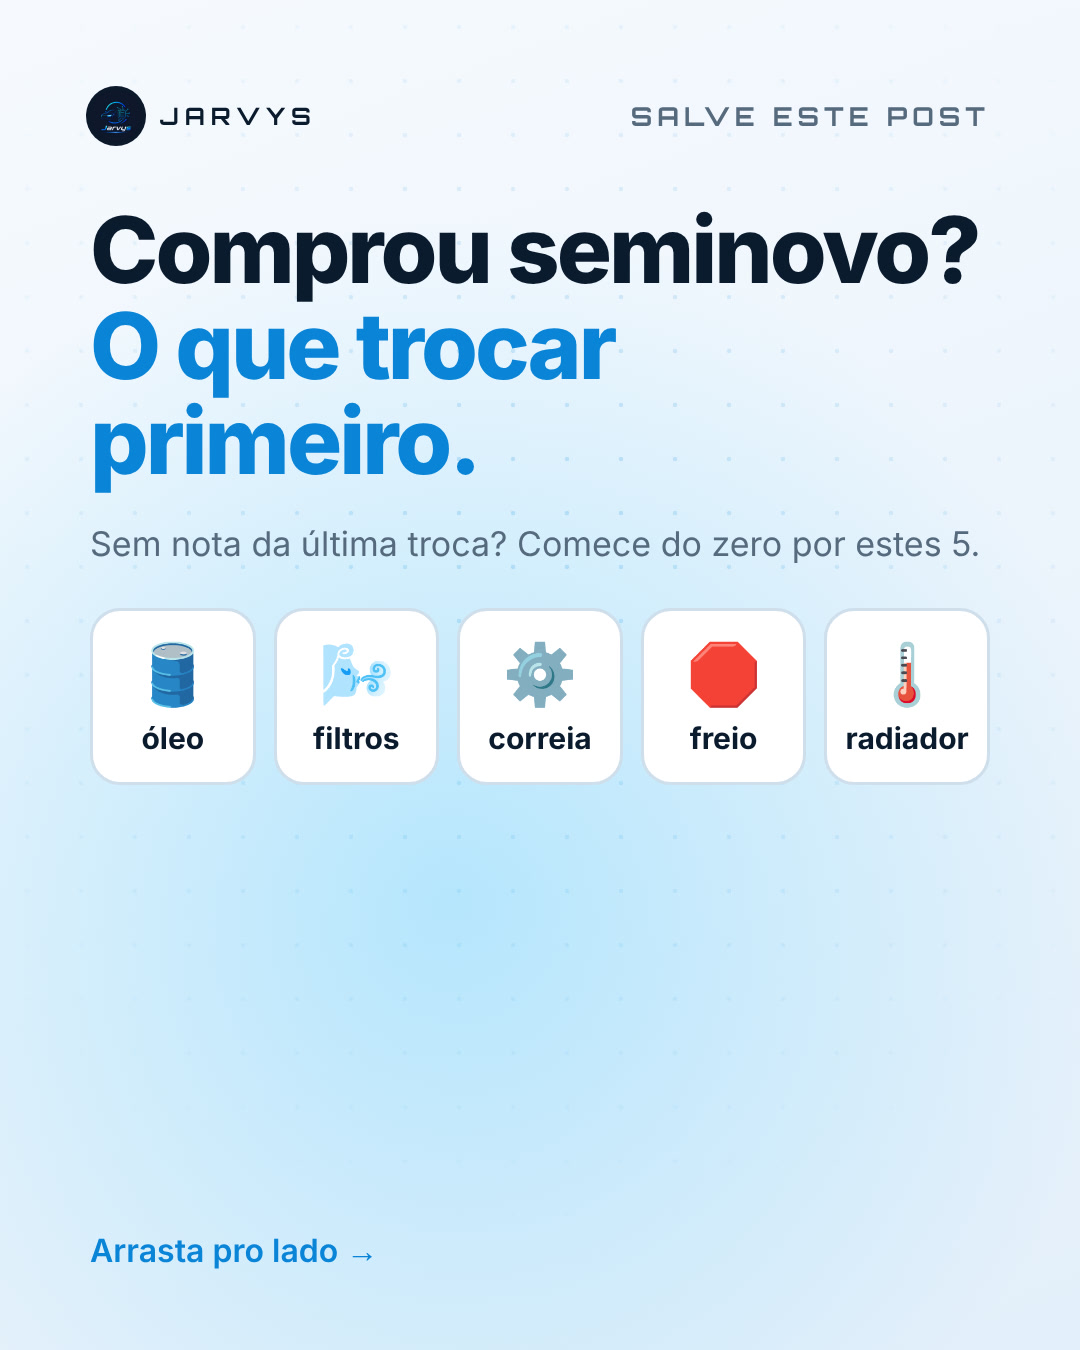 Jarvys
JARVYS
SALVE ESTE POST
Comprou seminovo?
O que trocar
primeiro.
Sem nota da última troca? Comece do zero por estes 5.
óleo
filtros
correia
freio
radiador
Arrasta pro lado →